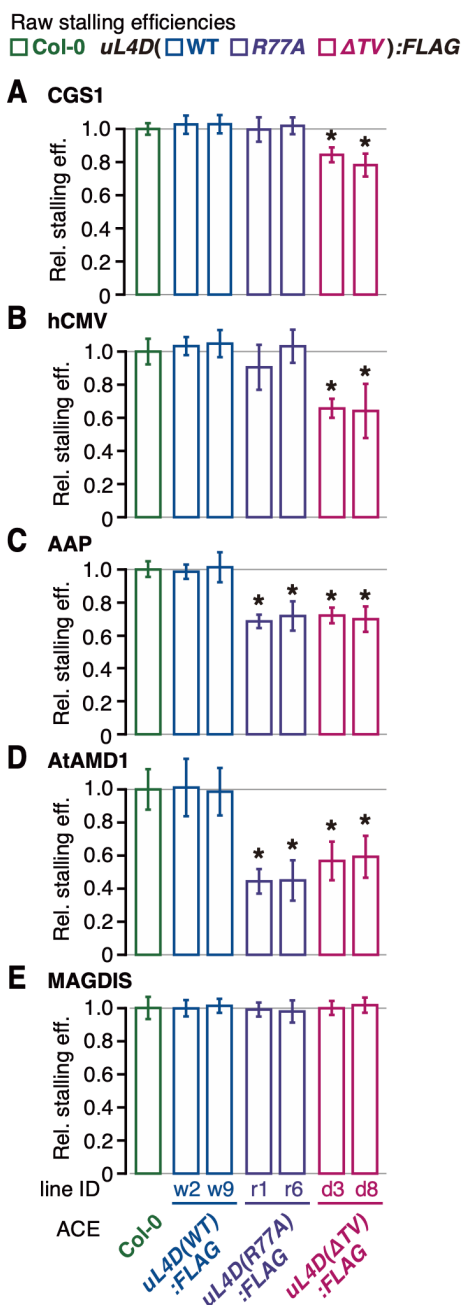 Raw stalling efficiencies
Col-0 uL4D(WT R77A ΔTV):FLAG
A CGS1
Rel. stalling eff.
1.0
0.8
0.6
0.4
0.2
0
* *
B hCMV
Rel. stalling eff.
1.0
0.8
0.6
0.4
0.2
0
* *
C AAP
Rel. stalling eff.
1.0
0.8
0.6
0.4
0.2
0
* * * *
D AtAMD1
Rel. stalling eff.
1.0
0.8
0.6
0.4
0.2
0
* * * *
E MAGDIS
Rel. stalling eff.
1.0
0.8
0.6
0.4
0.2
0
line ID w2 w9 r1 r6 d3 d8
ACE
Col-0
uL4D(WT)
:FLAG
uL4D(R77A)
:FLAG
uL4D(ΔTV)
:FLAG